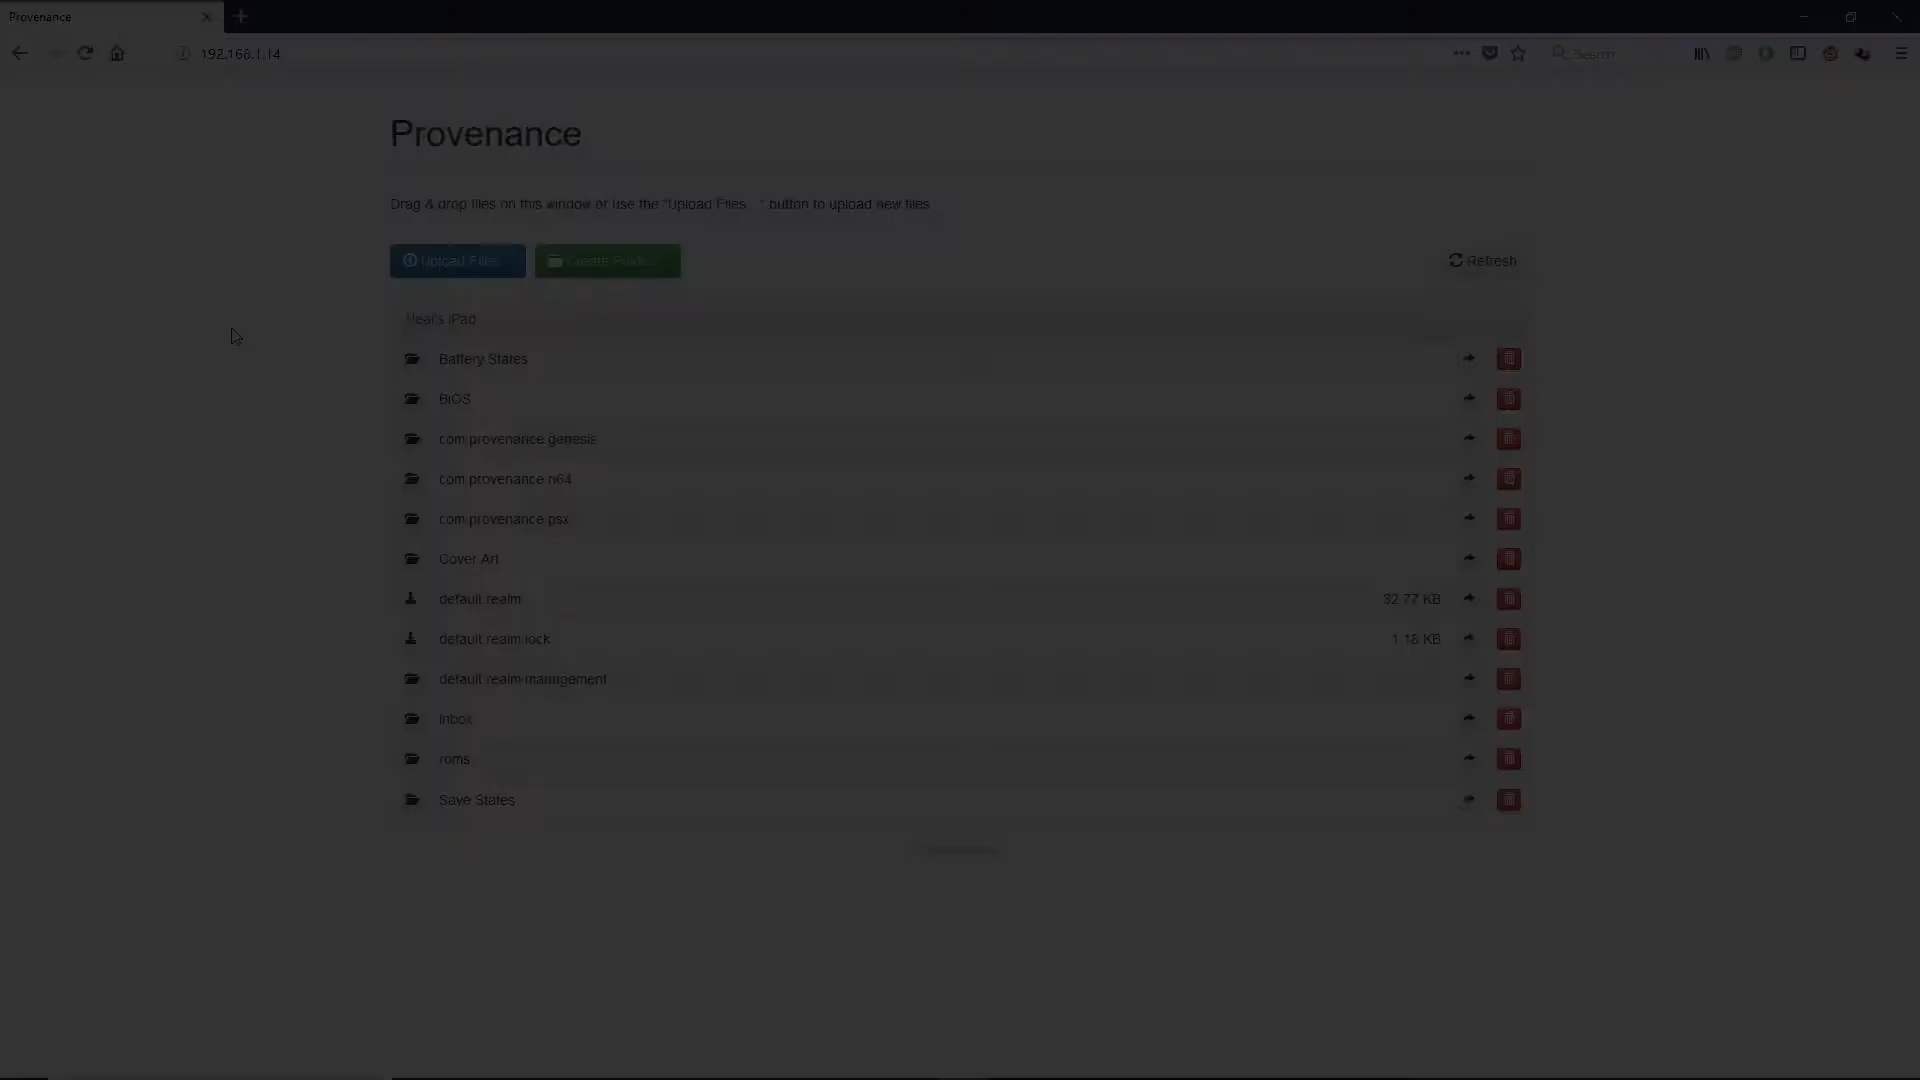 Provenance
192.168.1.14
Search
Provenance
Drag & drop files on this window or use the "Upload Files..." button to upload new files.
Upload Files... Create Folder...
Refresh
Neal's iPad
Battery States
BIOS
com.provenance.genesis
com.provenance.n64
com.provenance.psx
Cover Art
default.realm 32.77 KB
default.realm.lock 1.18 KB
default.realm.management
Inbox
roms
Save States